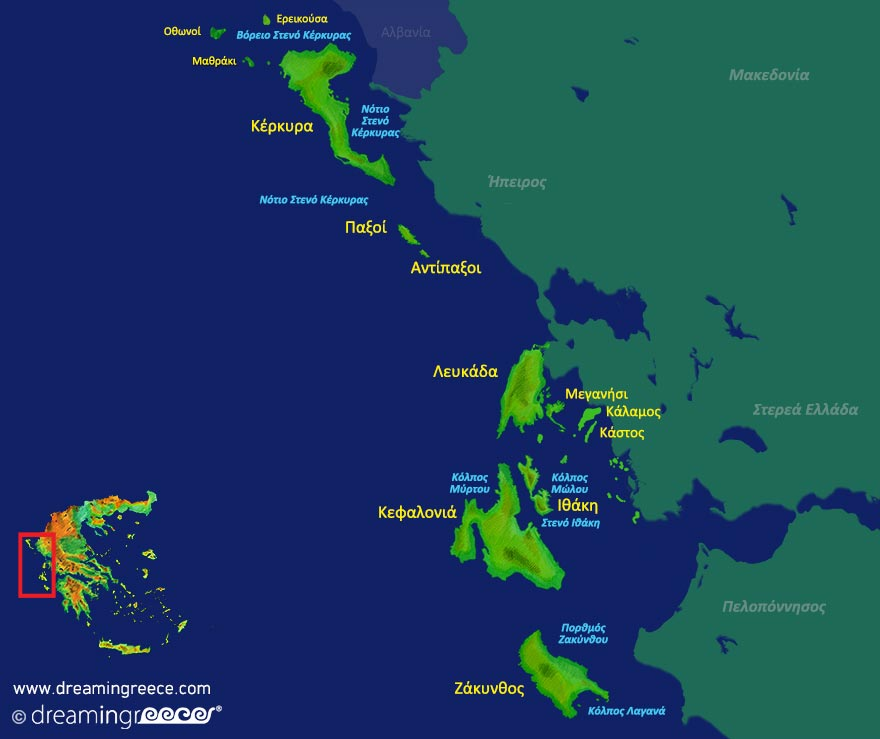 Ερεικούσα
Οθωνοί
Βόρειο Στενό Κέρκυρας
Αλβανία
Μαθράκι
Μακεδονία
Κέρκυρα
Νότιο
Στενό
Κέρκυρας
Ήπειρος
Νότιο Στενό Κέρκυρας
Παξοί
Αντίπαξοι
Λευκάδα
Μεγανήσι
Κάλαμος
Κάστος
Στερεά Ελλάδα
Κόλπος
Μύρτου
Κόλπος
Μώλου
Κεφαλονιά
Ιθάκη
Στενό Ιθάκη
Πελοπόννησος
Πορθμός
Ζακύνθου
Ζάκυνθος
Κόλπος Λαγανά
www.dreamingreece.com
© dreamingreece®